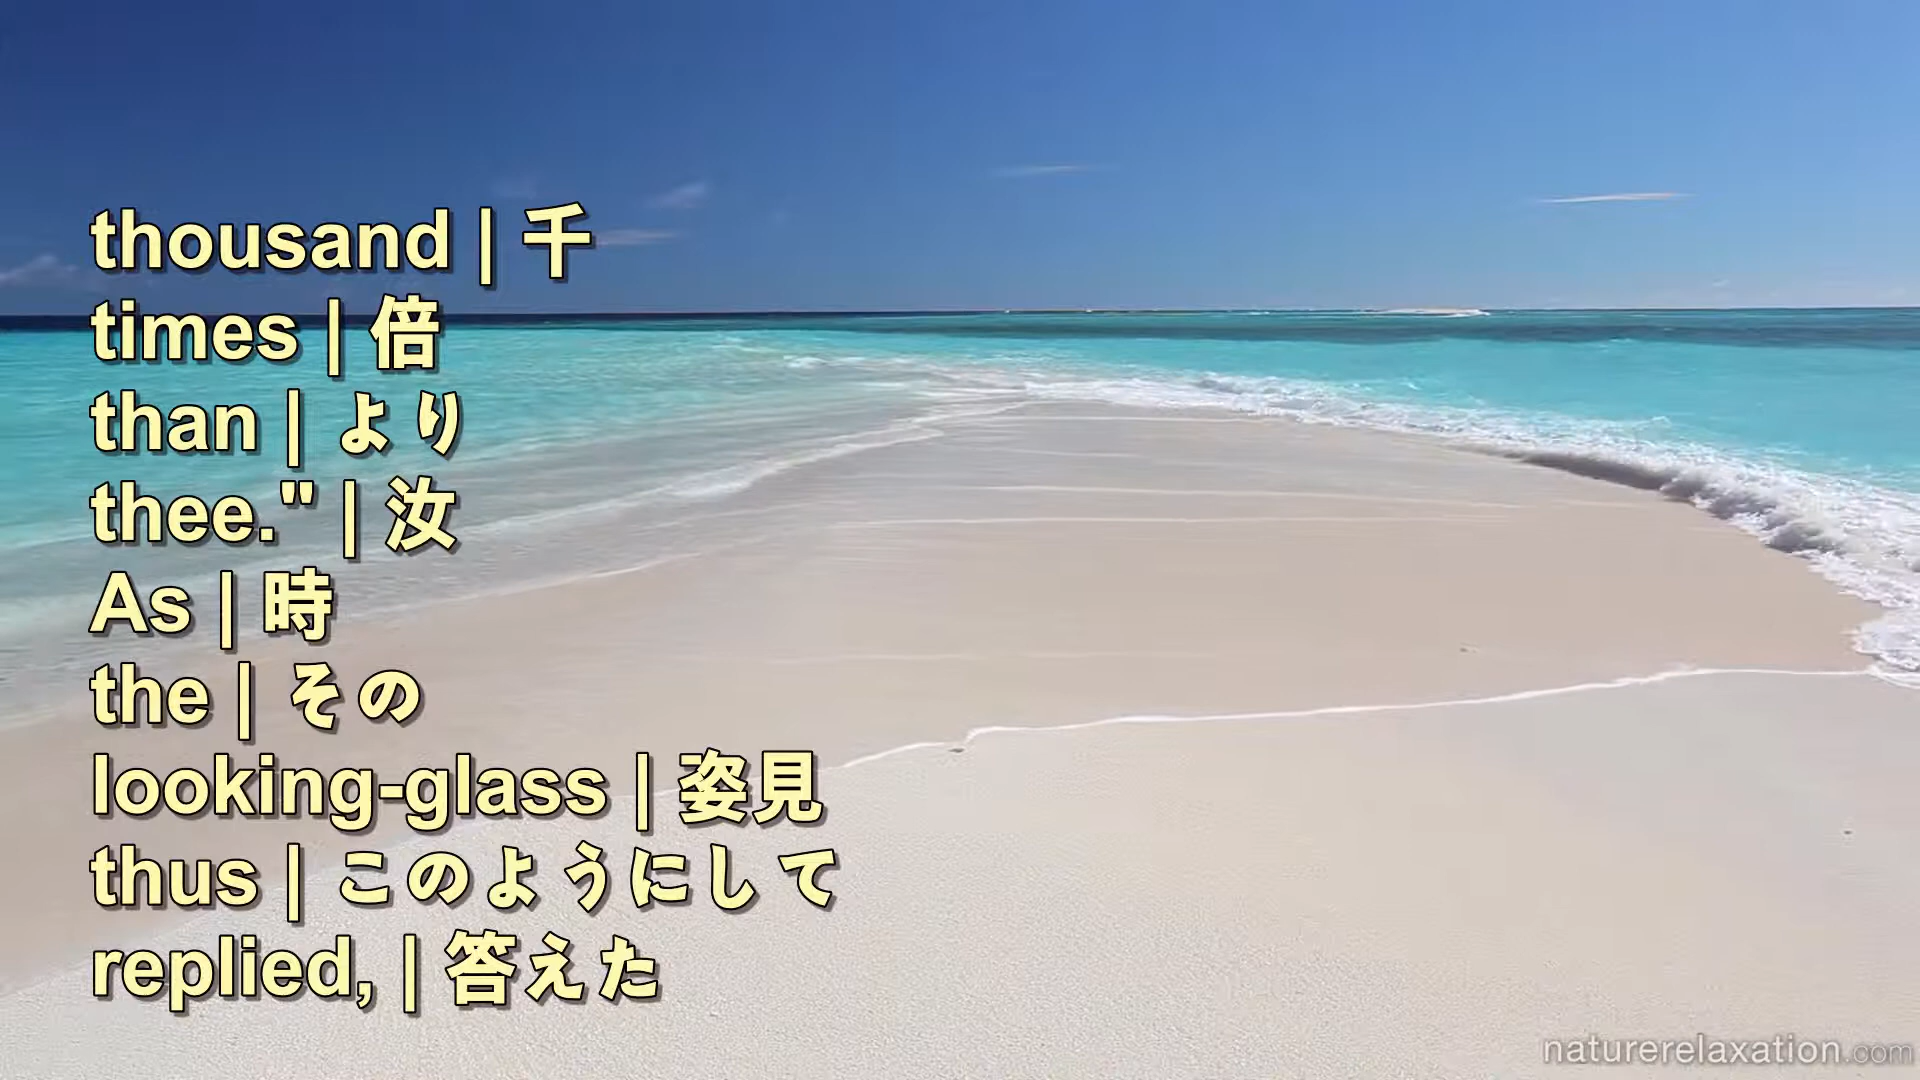 thousand | 千
times | 倍
than | より
thee." | 汝
As | 時
the | その
looking-glass | 姿見
thus | このようにして
replied, | 答えた
naturerelaxation.com